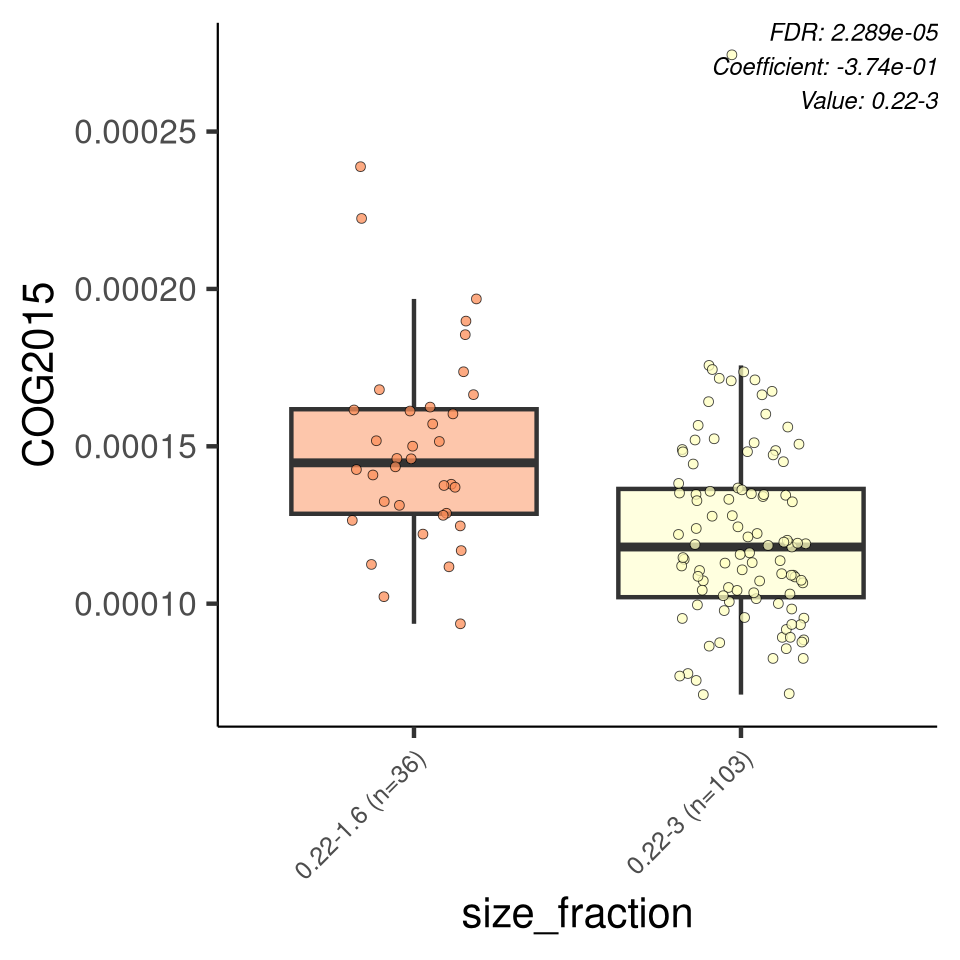 FDR: 2.289e-05
Coefficient: -3.74e-01
Value: 0.22-3
0.00025
0.00020
0.00015
0.00010
COG2015
0.22-1.6 (n=36)
0.22-3 (n=103)
size_fraction